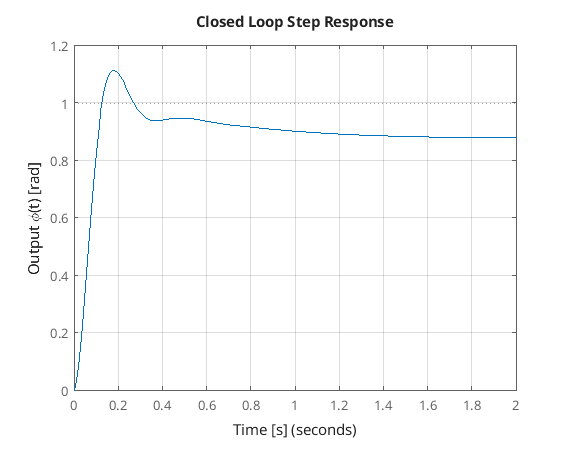 Closed Loop Step Response
1.2
1
0.8
0.6
0.4
0.2
0
Output ϕ(t) [rad]
0 0.2 0.4 0.6 0.8 1 1.2 1.4 1.6 1.8 2
Time [s] (seconds)